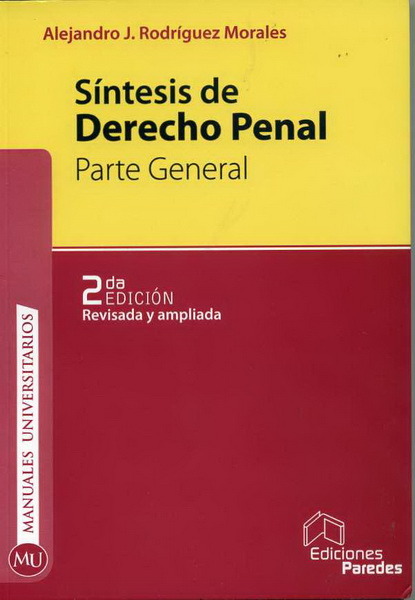 Alejandro J. Rodríguez Morales
Síntesis de
Derecho Penal
Parte General
2da
EDICIÓN
Revisada y ampliada
MANUALES UNIVERSITARIOS
MU
Ediciones
Paredes